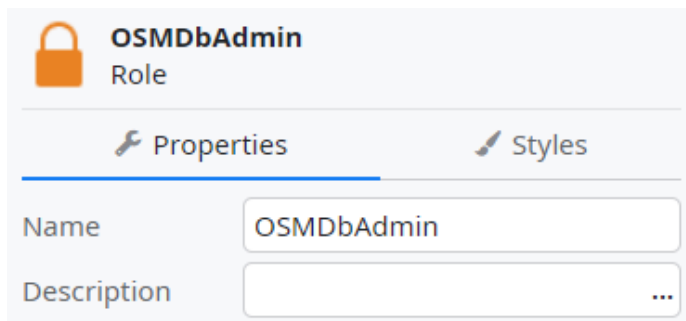 OSMDbAdmin
Role
Properties Styles
Name OSMDbAdmin
Description ...